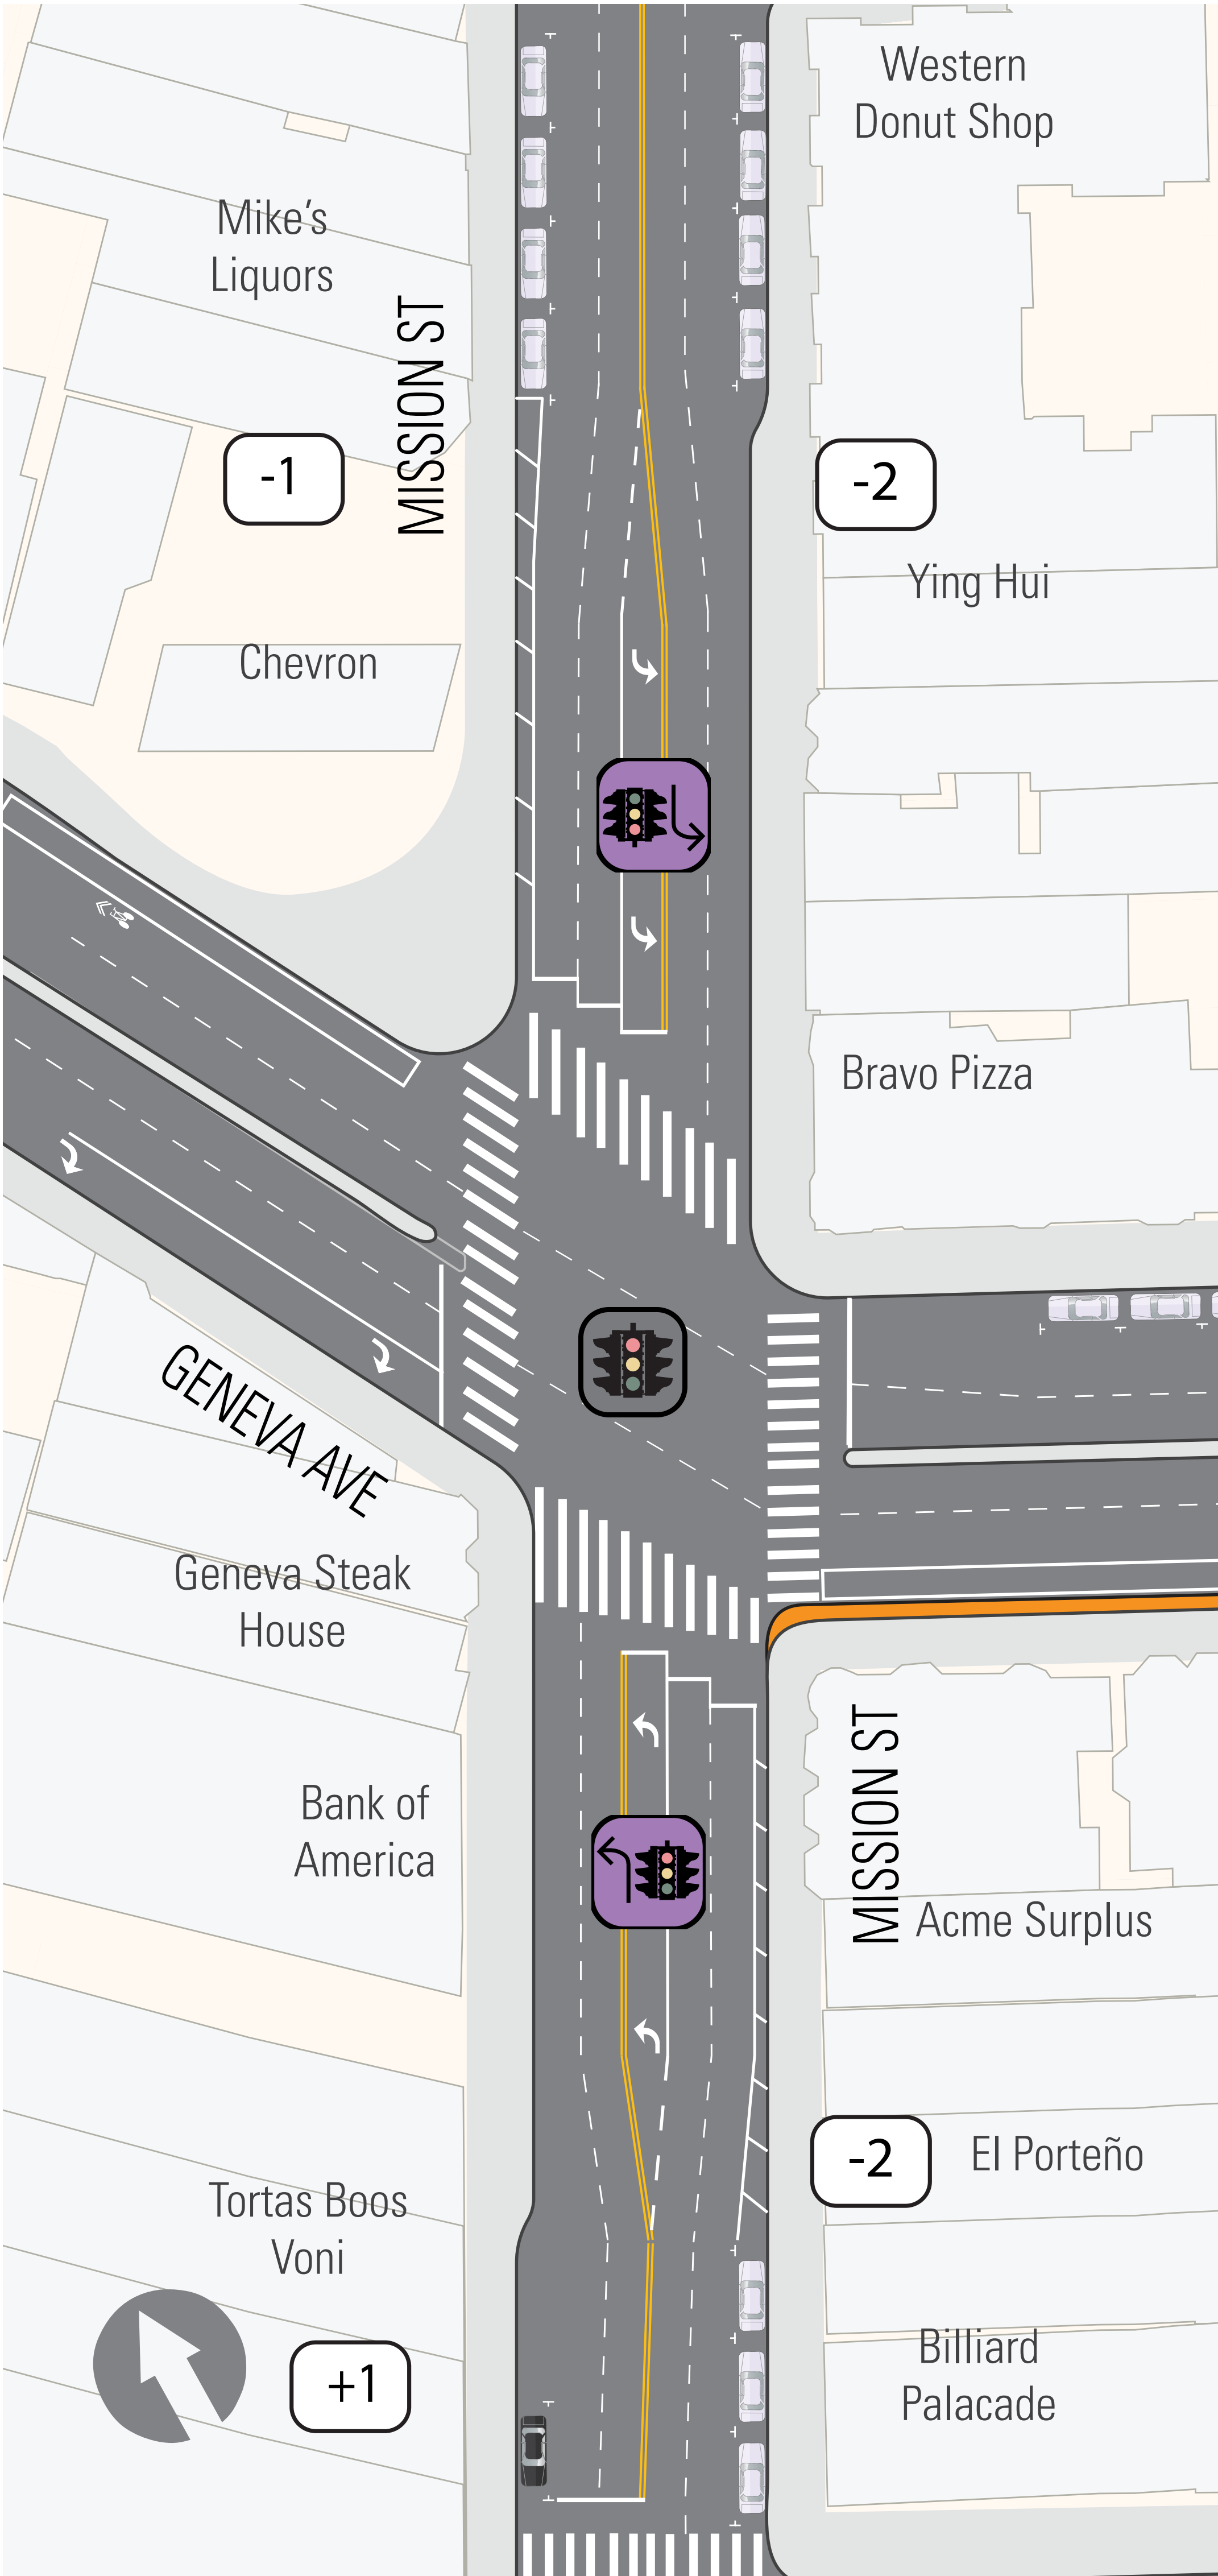 Western
Donut Shop
Mike’s
Liquors
MISSION ST
-1
-2
Ying Hui
Chevron
Bravo Pizza
GENEVA AVE
Geneva Steak
House
MISSION ST
Bank of
America
Acme Surplus
-2
El Porteño
Tortas Boos
Voni
Billiard
Palacade
+1